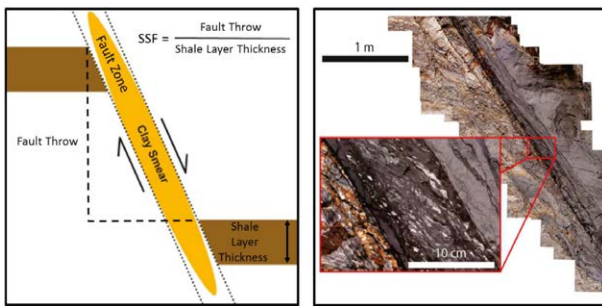 SSF =
Fault Throw
Shale Layer Thickness
Fault Zone
Clay Smear
Fault Throw
Shale
Layer
Thickness
1 m
10 cm